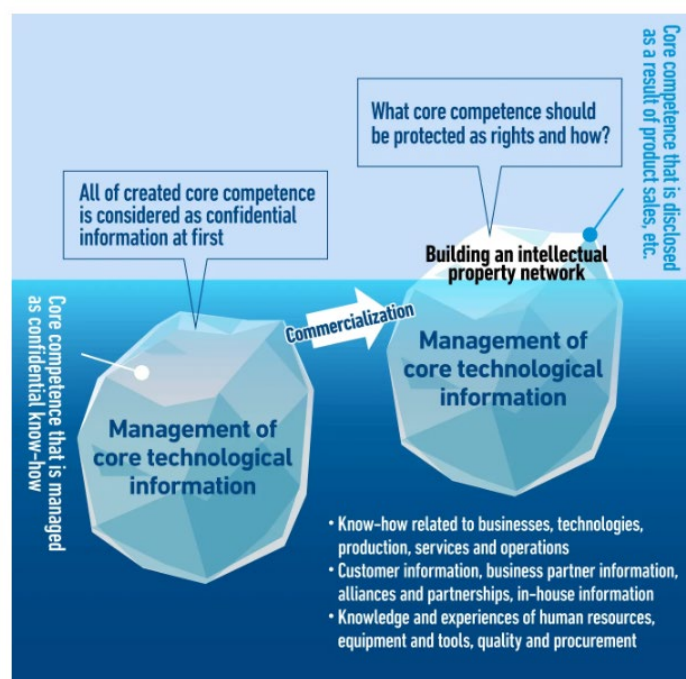 Core competence that is disclosed
as a result of product sales, etc.
What core competence should
be protected as rights and how?
All of created core competence
is considered as confidential
information at first
Building an intellectual
property network
Core competence that is managed
as confidential know-how
Commercialization
Management of
core technological
information
Management of
core technological
information
• Know-how related to businesses, technologies,
production, services and operations
• Customer information, business partner information,
alliances and partnerships, in-house information
• Knowledge and experiences of human resources,
equipment and tools, quality and procurement